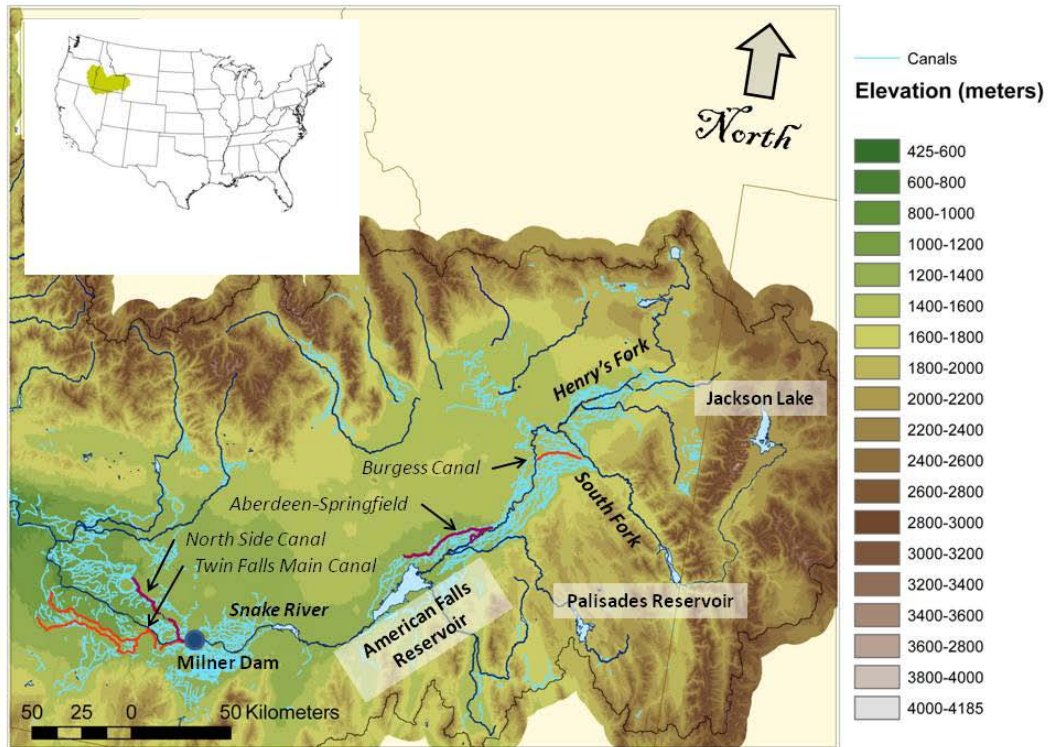 North
Canals
Elevation (meters)
425-600
600-800
800-1000
1000-1200
1200-1400
1400-1600
1600-1800
1800-2000
2000-2200
2200-2400
2400-2600
2600-2800
2800-3000
3000-3200
3200-3400
3400-3600
3600-2800
3800-4000
4000-4185
Henry's Fork
Jackson Lake
Burgess Canal
South Fork
Aberdeen-Springfield
North Side Canal
Twin Falls Main Canal
Snake River
Palisades Reservoir
American Falls
Reservoir
Milner Dam
50 25 0 50 Kilometers